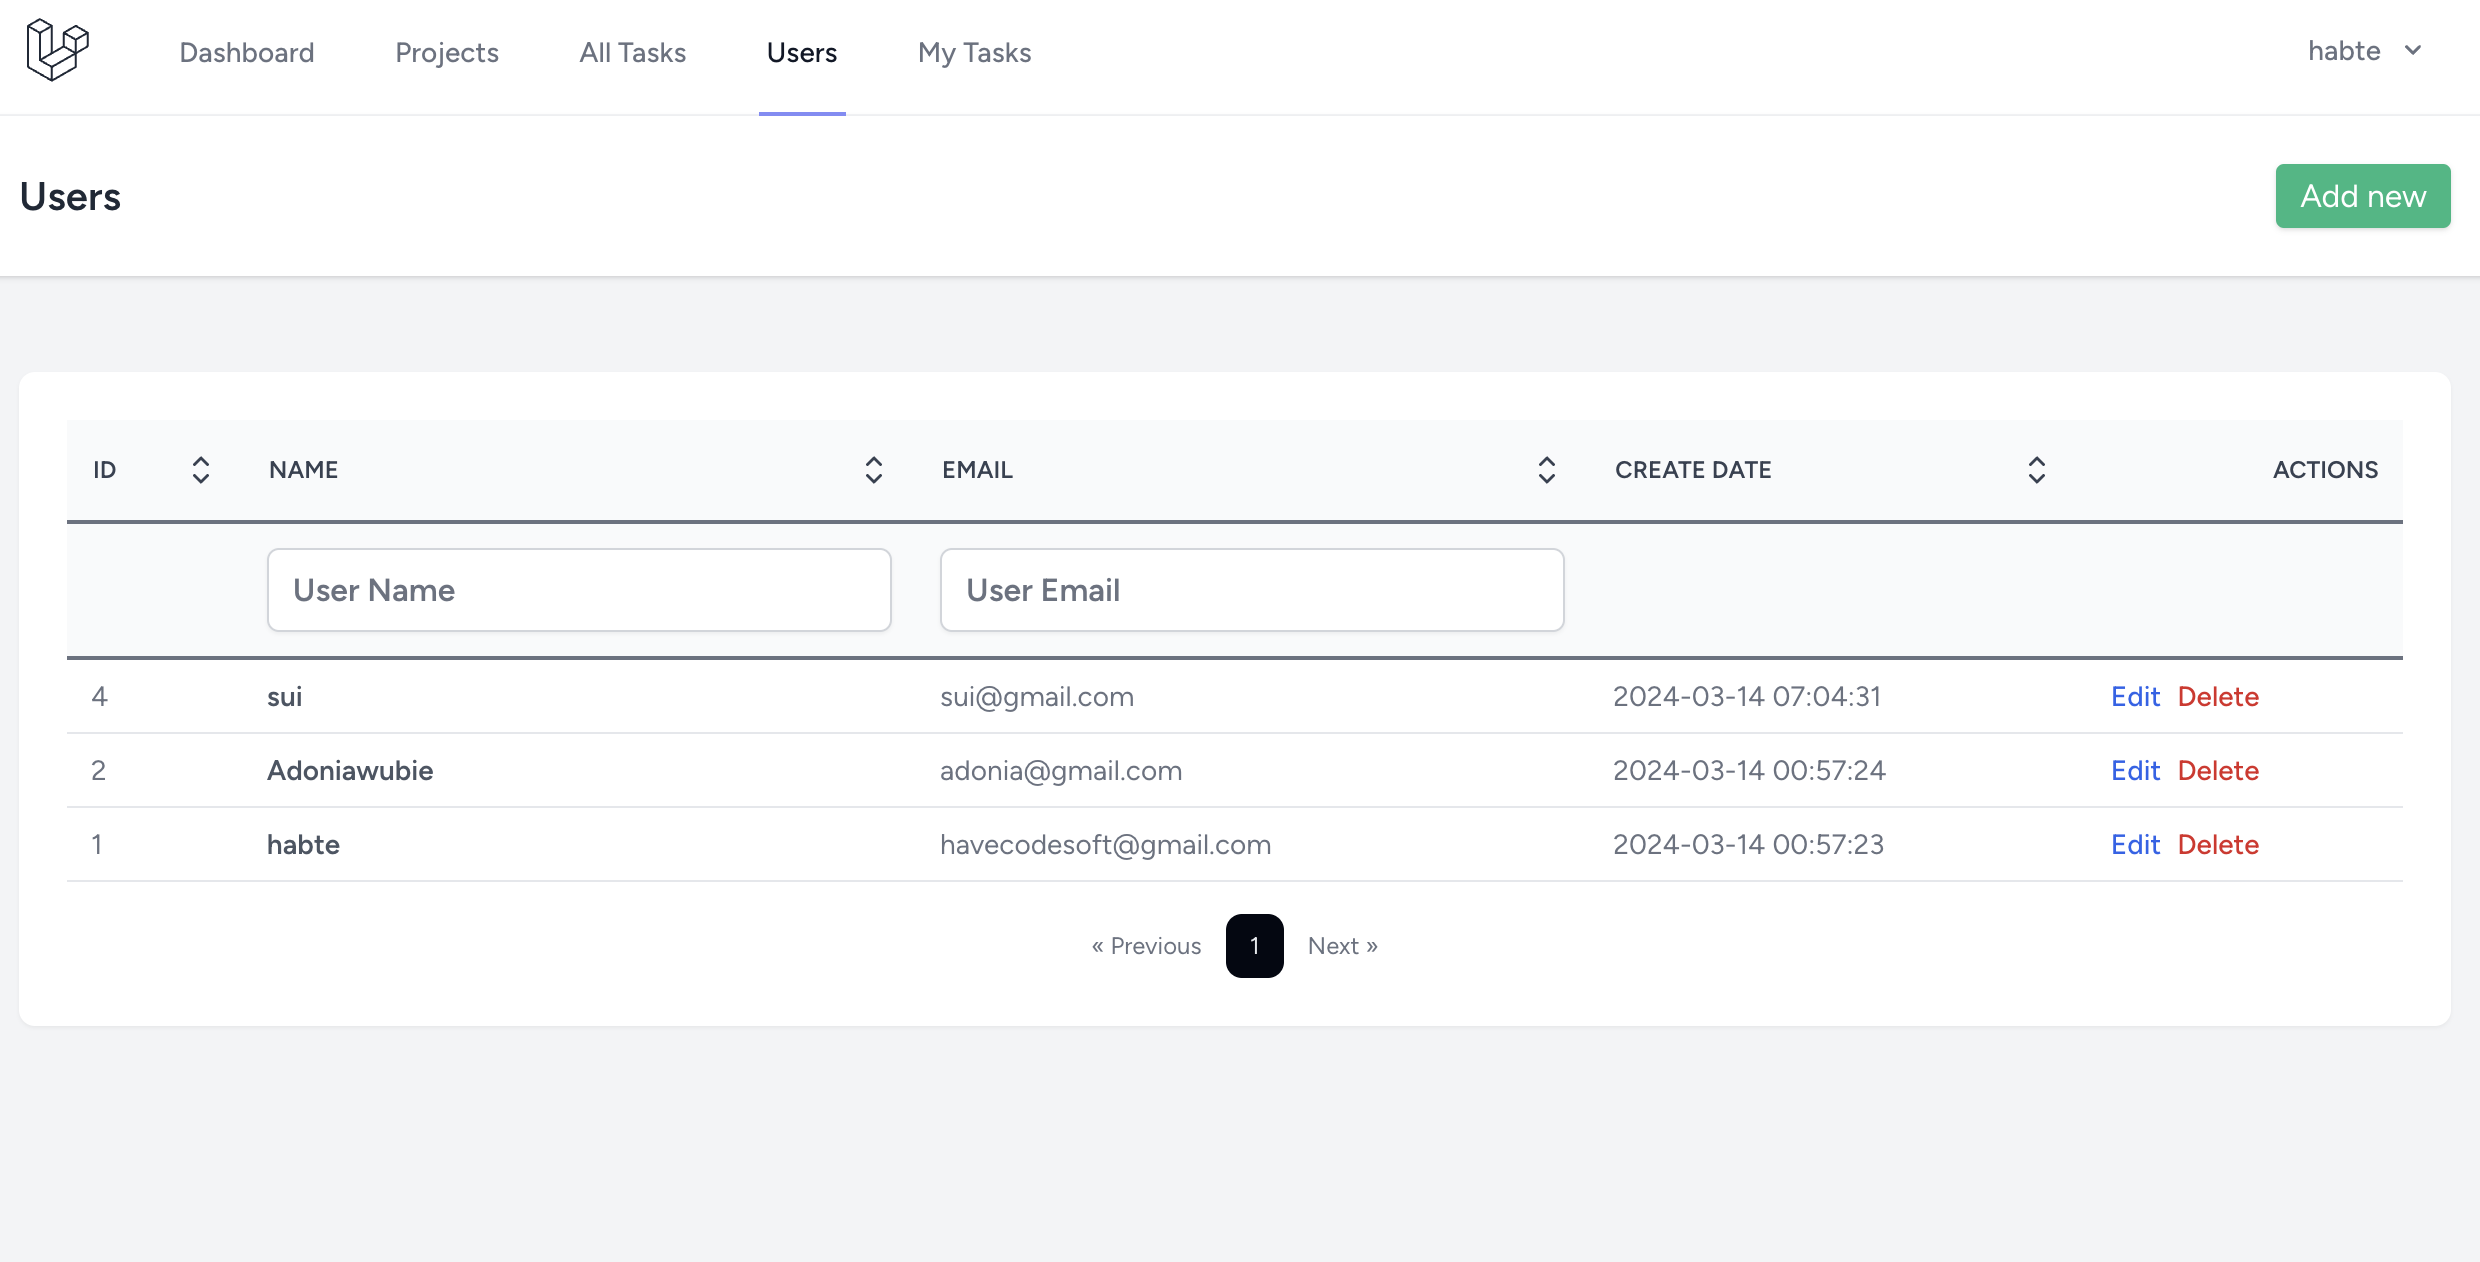 Dashboard Projects All Tasks Users My Tasks habte
Users Add new
ID NAME EMAIL CREATE DATE ACTIONS
User Name User Email
4 sui sui@gmail.com 2024-03-14 07:04:31 Edit Delete
2 Adoniawubie adonia@gmail.com 2024-03-14 00:57:24 Edit Delete
1 habte havecodesoft@gmail.com 2024-03-14 00:57:23 Edit Delete
« Previous 1 Next »